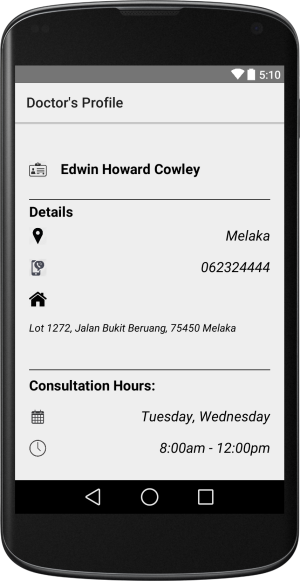 5:10
Doctor's Profile
Edwin Howard Cowley
Details
Melaka
062324444
Lot 1272, Jalan Bukit Beruang, 75450 Melaka
Consultation Hours:
Tuesday, Wednesday
8:00am - 12:00pm